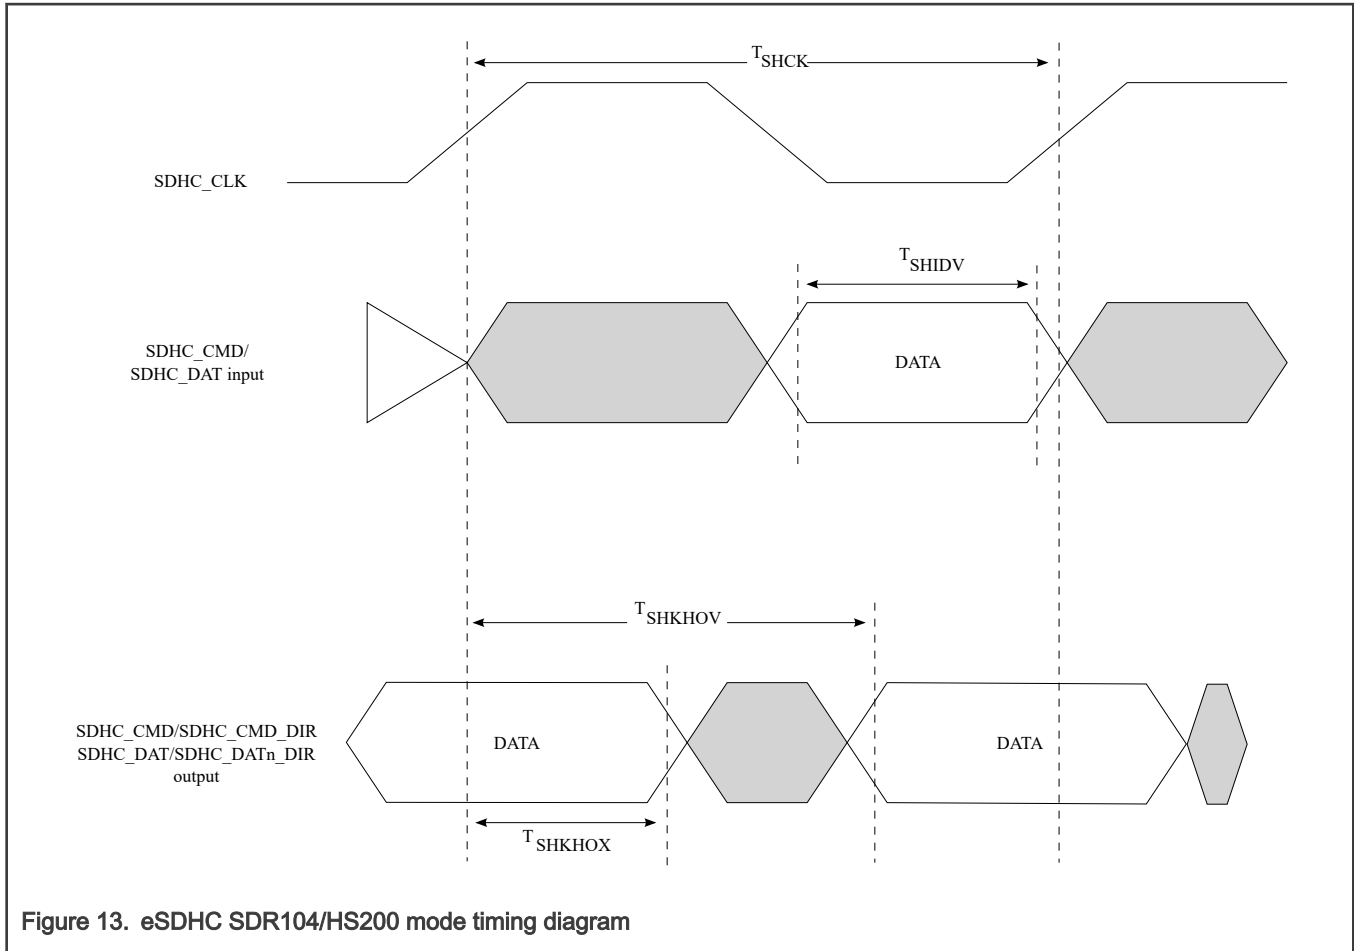 TSHCK
SDHC_CLK
TSHIDV
SDHC_CMD/
SDHC_DAT input
DATA
TSHKHOV
SDHC_CMD/SDHC_CMD_DIR
SDHC_DAT/SDHC_DATn_DIR
output
DATA
DATA
TSHKHOX
Figure 13. eSDHC SDR104/HS200 mode timing diagram